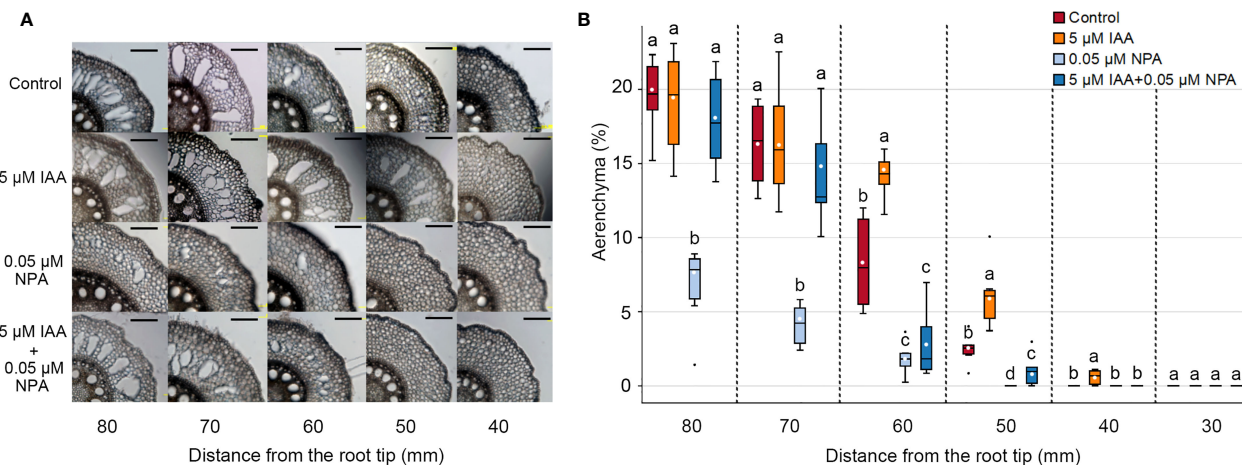 A
Control
5 µM IAA
0.05 µM
NPA
5 µM IAA
+
0.05 µM
NPA
80 70 60 50 40
Distance from the root tip (mm)
B
Control
5 µM IAA
0.05 µM NPA
5 µM IAA+0.05 µM NPA
Aerenchyma (%)
20
15
10
5
0
a a b a
a a b a
b a c c
b a d c
b a b b
a a a a
80 70 60 50 40 30
Distance from the root tip (mm)